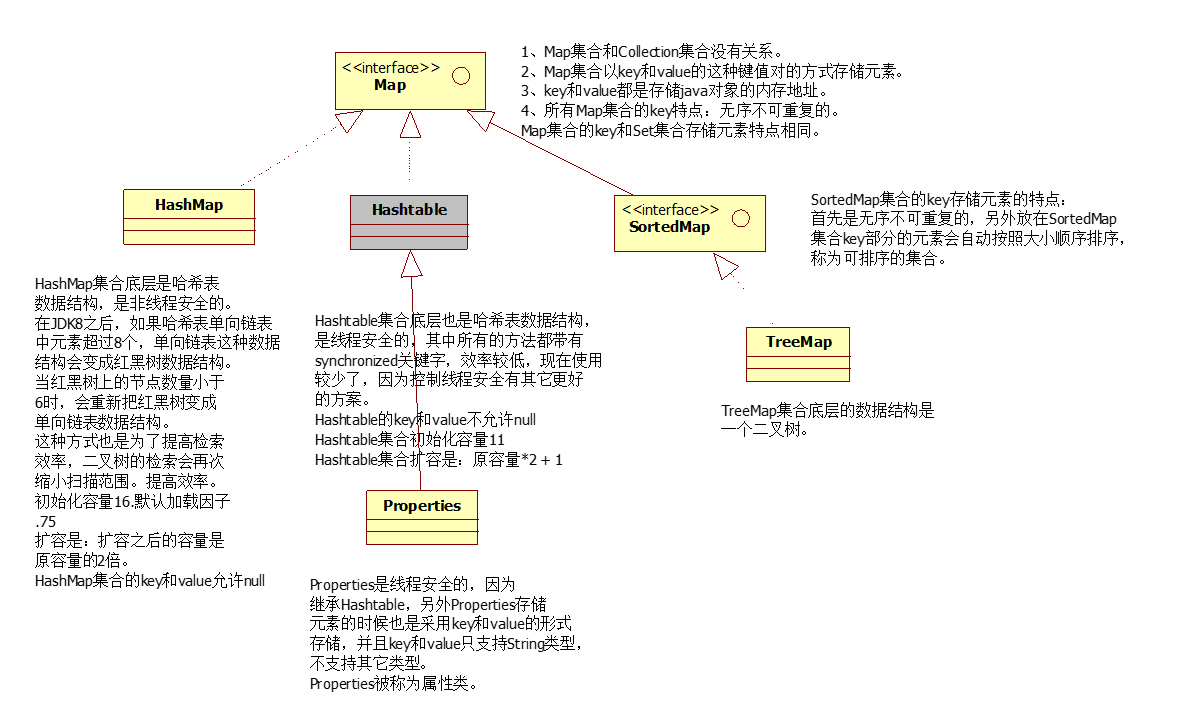 <<interface>>
Map
1、Map集合和Collection集合没有关系。
2、Map集合以key和value的这种键值对的方式存储元素。
3、key和value都是存储java对象的内存地址。
4、所有Map集合的key特点：无序不可重复的。
Map集合的key和Set集合存储元素特点相同。
HashMap
Hashtable
<<interface>>
SortedMap
SortedMap集合的key存储元素的特点：
首先是无序不可重复的，另外放在SortedMap
集合key部分的元素会自动按照大小顺序排序，
称为可排序的集合。
HashMap集合底层是哈希表
数据结构，是非线程安全的。
在JDK8之后，如果哈希表单向链表
中元素超过8个，单向链表这种数据
结构会变成红黑树数据结构。
当红黑树上的节点数量小于
6时，会重新把红黑树变成
单向链表数据结构。
这种方式也是为了提高检索
效率，二叉树的检索会再次
缩小扫描范围。提高效率。
初始化容量16.默认加载因子
.75
扩容是：扩容之后的容量是
原容量的2倍。
HashMap集合的key和value允许null
Hashtable集合底层也是哈希表数据结构，
是线程安全的，其中所有的方法都带有
synchronized关键字，效率较低，现在使用
较少了，因为控制线程安全有其它更好
的方案。
Hashtable的key和value不允许null
Hashtable集合初始化容量11
Hashtable集合扩容是：原容量*2 + 1
TreeMap
TreeMap集合底层的数据结构是
一个二叉树。
Properties
Properties是线程安全的，因为
继承Hashtable，另外Properties存储
元素的时候也是采用key和value的形式
存储，并且key和value只支持String类型，
不支持其它类型。
Properties被称为属性类。